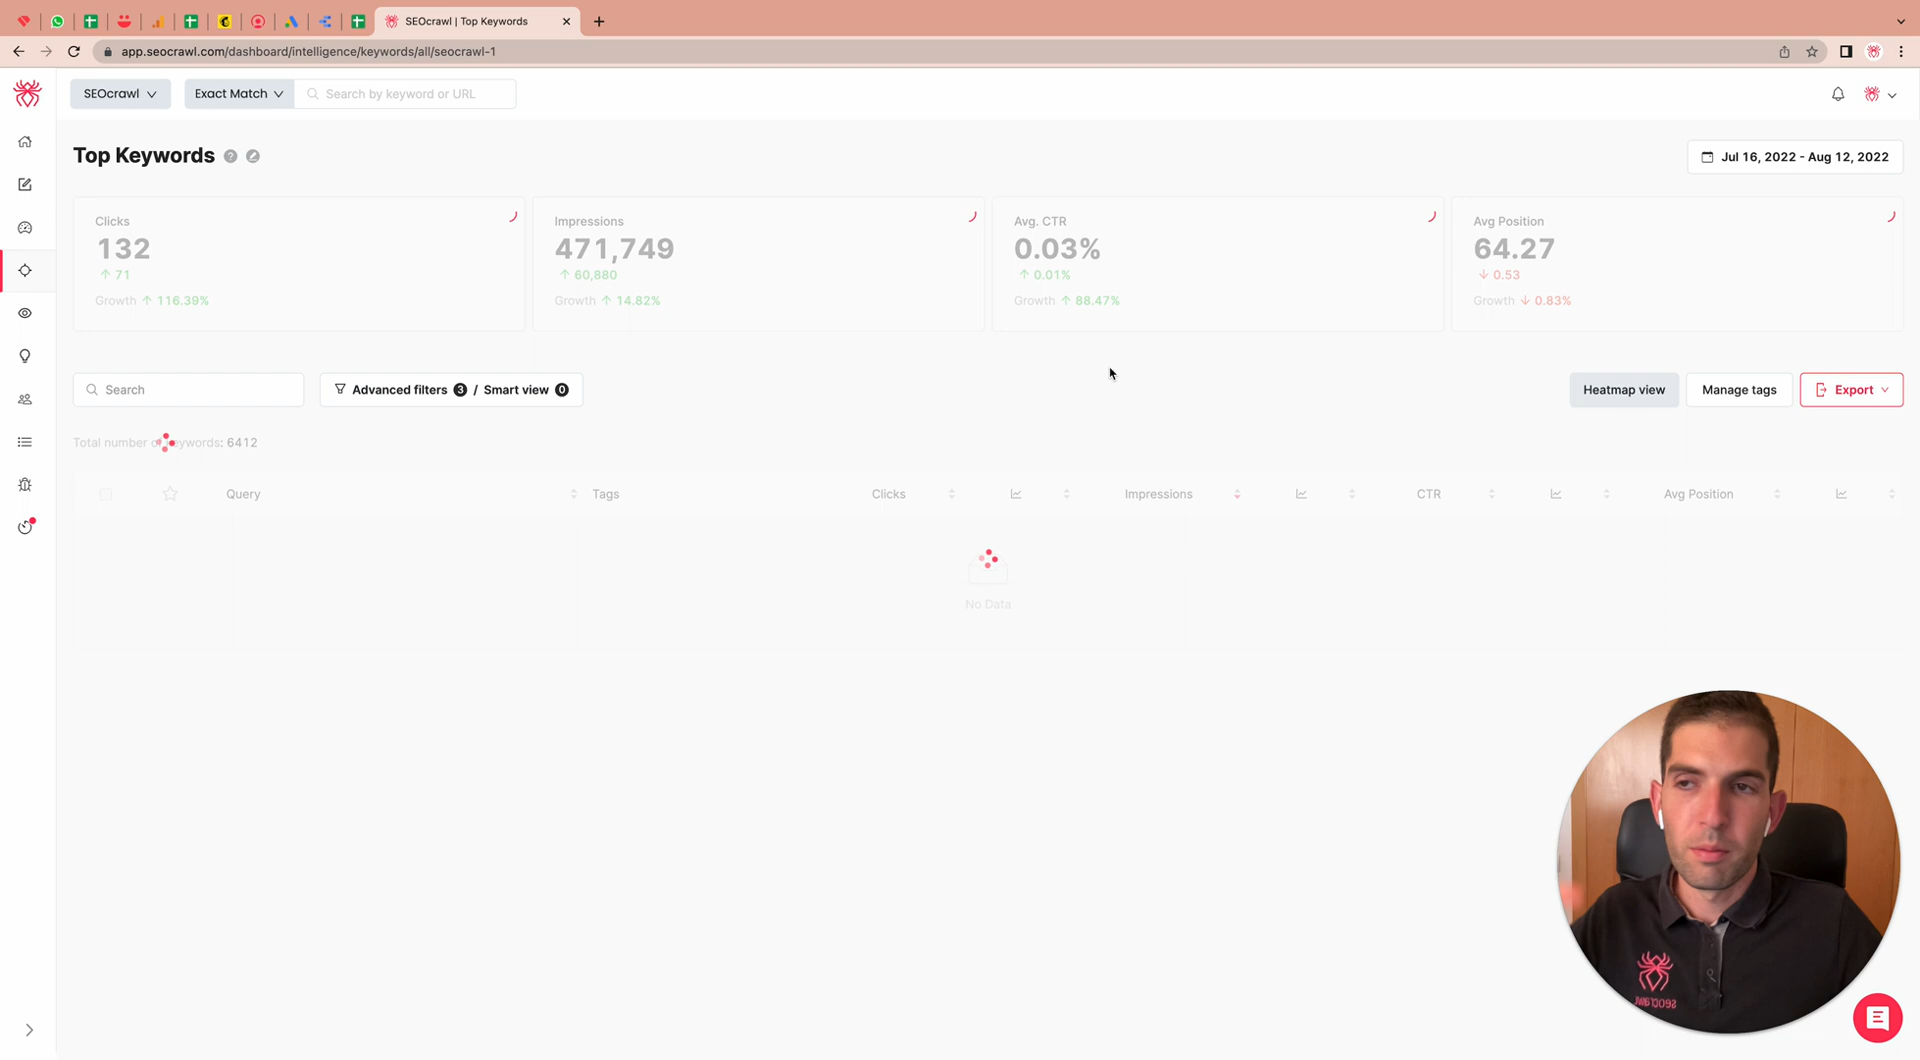 SEOcrawl | Top Keywords
app.seocrawl.com/dashboard/intelligence/keywords/all/seocrawl-1
SEOcrawl
Exact Match
Search by keyword or URL
Top Keywords
Jul 16, 2022 - Aug 12, 2022
Clicks
132
71
Growth 116.39%
Impressions
471,749
60,880
Growth 14.82%
Avg. CTR
0.03%
0.01%
Growth 88.47%
Avg Position
64.27
0.53
Growth 0.83%
Search
Advanced filters 3 / Smart view 0
Heatmap view
Manage tags
Export
Total number of keywords: 6412
Query
Tags
Clicks
Impressions
CTR
Avg Position
No Data
seocrawl